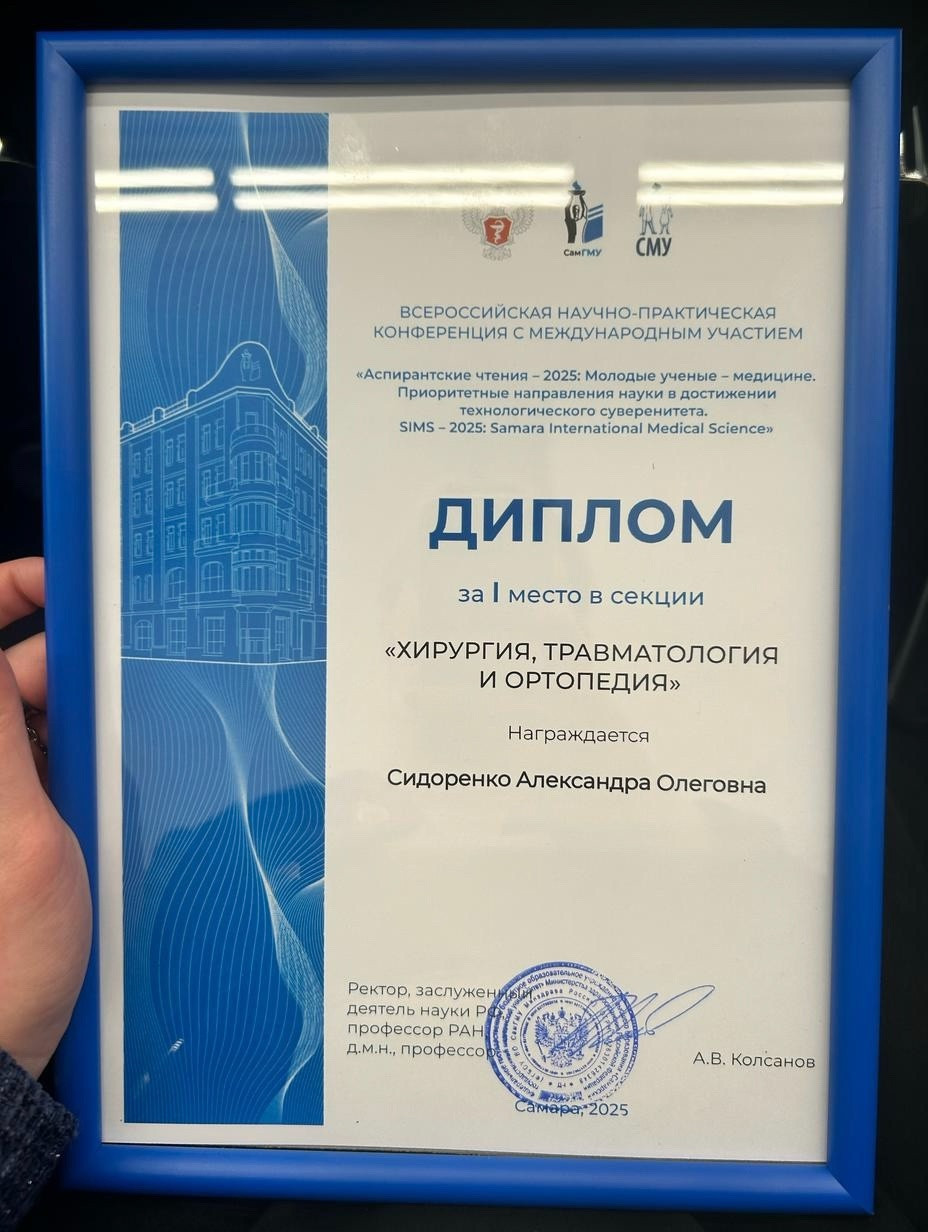 СамГМУ
СМУ
ВСЕРОССИЙСКАЯ НАУЧНО-ПРАКТИЧЕСКАЯ
КОНФЕРЕНЦИЯ С МЕЖДУНАРОДНЫМ УЧАСТИЕМ
«Аспирантские чтения – 2025: Молодые ученые – медицине.
Приоритетные направления науки в достижении
технологического суверенитета.
SIMS – 2025: Samara International Medical Science»
ДИПЛОМ
за I место в секции
«ХИРУРГИЯ, ТРАВМАТОЛОГИЯ
И ОРТОПЕДИЯ»
Награждается
Сидоренко Александра Олеговна
Ректор, заслуженный
деятель науки РФ,
профессор РАН,
д.м.н., профессор
А.В. Колсанов
Самара, 2025